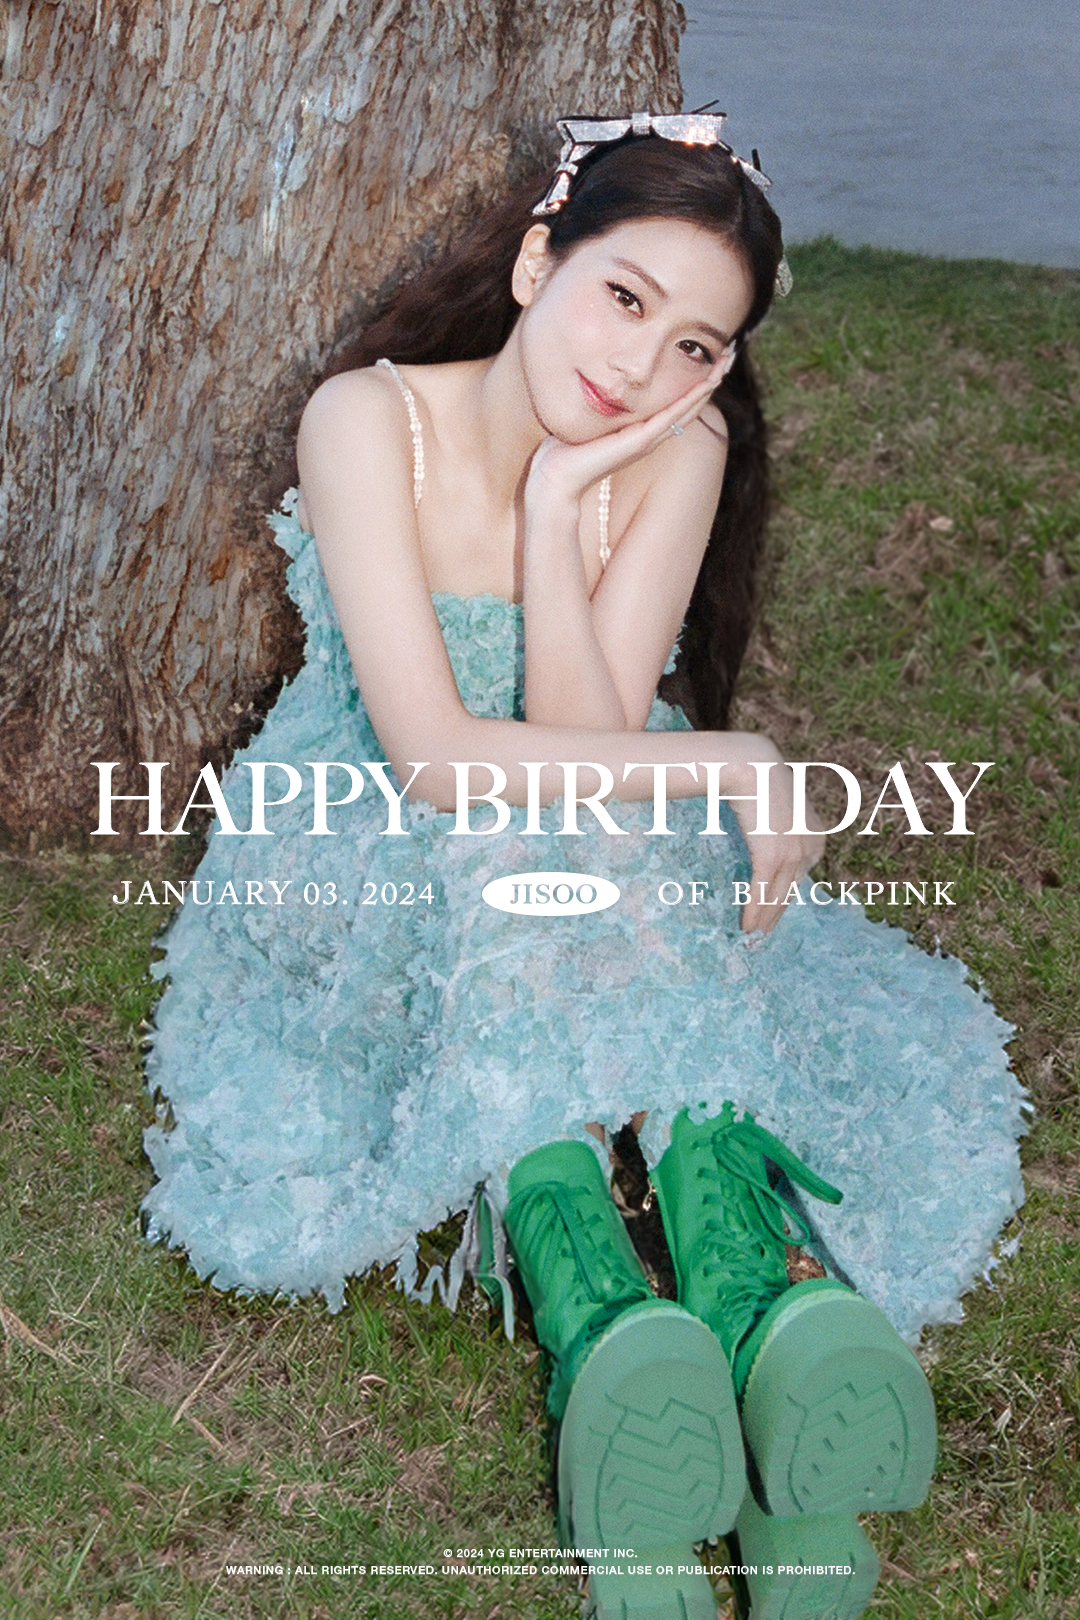 HAPPY BIRTHDAY
JANUARY 03. 2024 JISOO OF BLACKPINK
© 2024 YG ENTERTAINMENT INC.
WARNING : ALL RIGHTS RESERVED. UNAUTHORIZED COMMERCIAL USE OR PUBLICATION IS PROHIBITED.